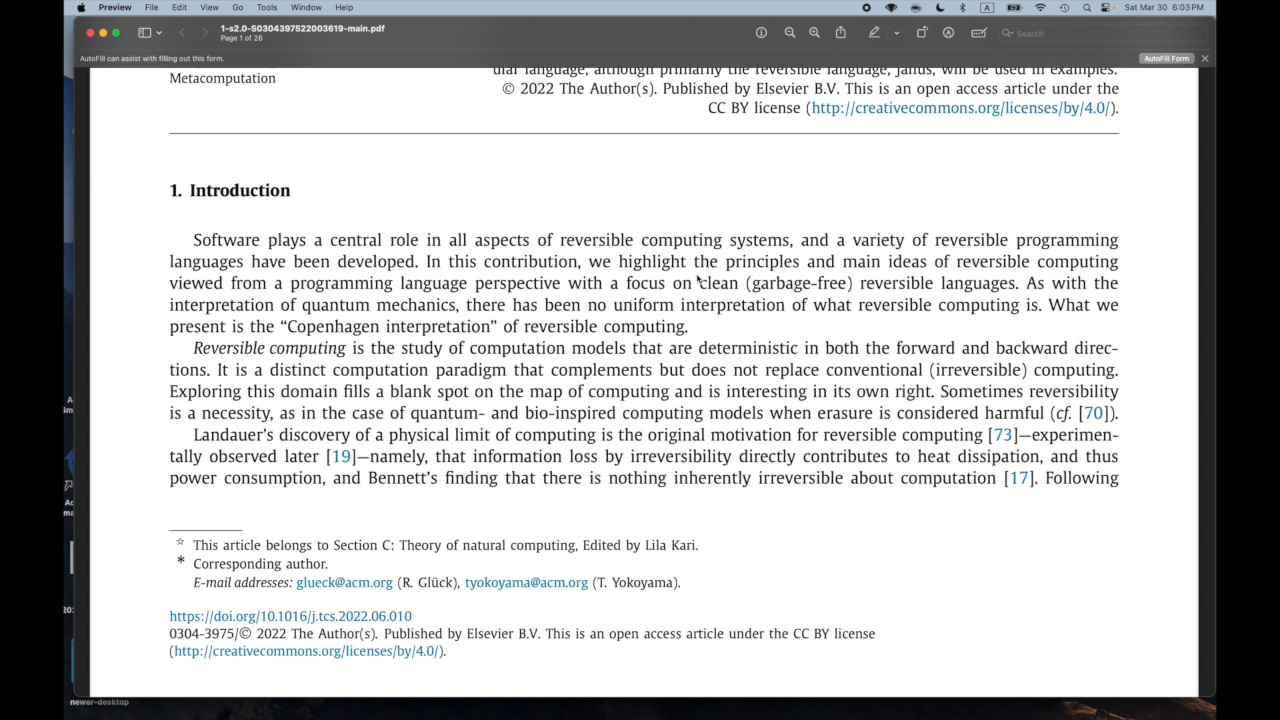 Preview File Edit View Go Tools Window Help
A
Sat Mar 30 6:03 PM
1-s2.0-S0304397522003619-main.pdf
Page 1 of 26
Search
AutoFill can assist with filling out this form.
AutoFill Form
Metacomputation
ular language, although primarily the reversible language, Janus, will be used in examples.
© 2022 The Author(s). Published by Elsevier B.V. This is an open access article under the
CC BY license (http://creativecommons.org/licenses/by/4.0/).
1. Introduction
Software plays a central role in all aspects of reversible computing systems, and a variety of reversible programming
languages have been developed. In this contribution, we highlight the principles and main ideas of reversible computing
viewed from a programming language perspective with a focus on clean (garbage-free) reversible languages. As with the
interpretation of quantum mechanics, there has been no uniform interpretation of what reversible computing is. What we
present is the “Copenhagen interpretation” of reversible computing.
Reversible computing is the study of computation models that are deterministic in both the forward and backward direc-
tions. It is a distinct computation paradigm that complements but does not replace conventional (irreversible) computing.
Exploring this domain fills a blank spot on the map of computing and is interesting in its own right. Sometimes reversibility
is a necessity, as in the case of quantum- and bio-inspired computing models when erasure is considered harmful (cf. [70]).
Landauer’s discovery of a physical limit of computing is the original motivation for reversible computing [73]—experimen-
tally observed later [19]—namely, that information loss by irreversibility directly contributes to heat dissipation, and thus
power consumption, and Bennett’s finding that there is nothing inherently irreversible about computation [17]. Following
☆ This article belongs to Section C: Theory of natural computing, Edited by Lila Kari.
* Corresponding author.
E-mail addresses: glueck@acm.org (R. Glück), tyokoyama@acm.org (T. Yokoyama).
https://doi.org/10.1016/j.tcs.2022.06.010
0304-3975/© 2022 The Author(s). Published by Elsevier B.V. This is an open access article under the CC BY license
(http://creativecommons.org/licenses/by/4.0/).
newer-desktop